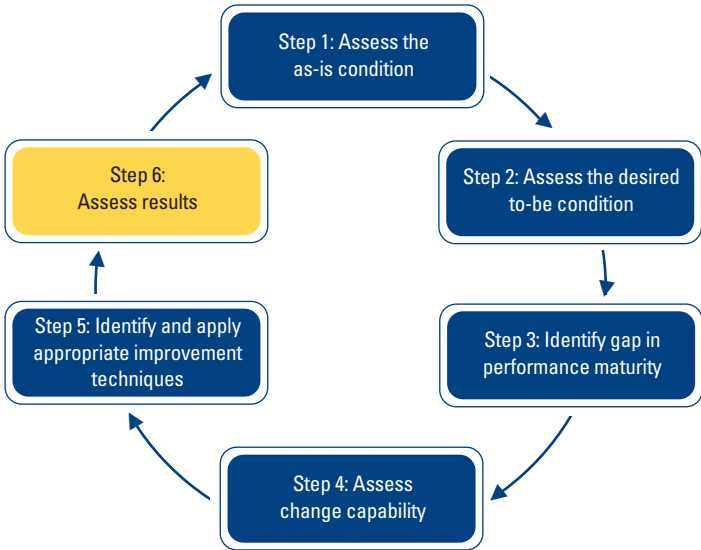 Step 1: Assess the
as-is condition
Step 2: Assess the desired
to-be condition
Step 3: Identify gap in
performance maturity
Step 4: Assess
change capability
Step 5: Identify and apply
appropriate improvement
techniques
Step 6:
Assess results